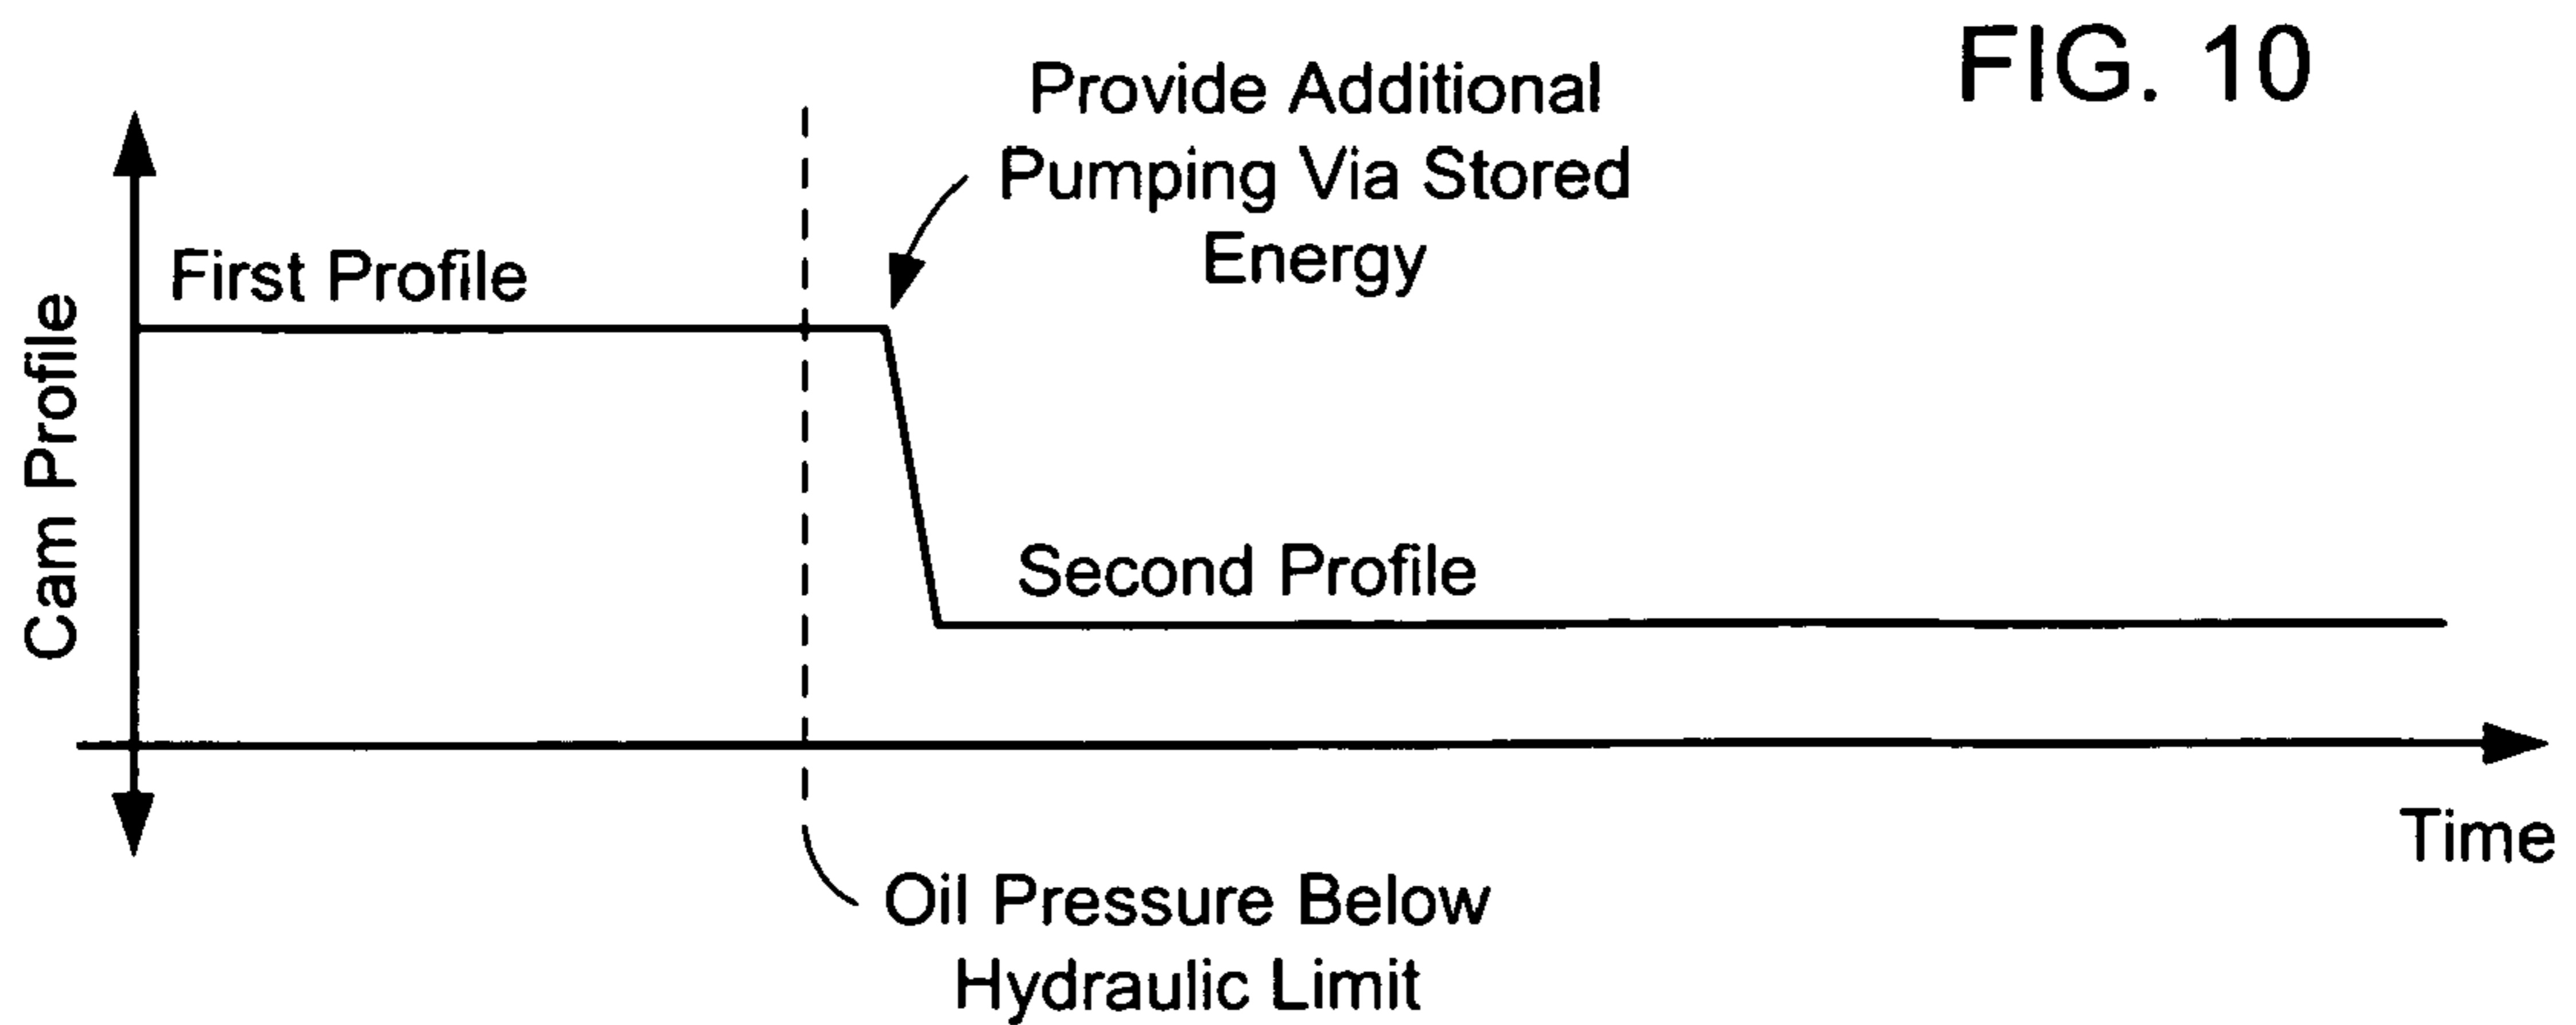 FIG. 10
Provide Additional
Pumping Via Stored
Energy
First Profile
Cam Profile
Second Profile
Time
Oil Pressure Below
Hydraulic Limit